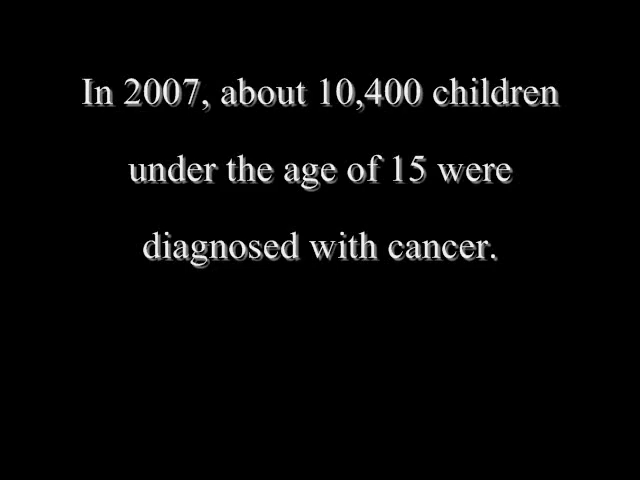 In 2007, about 10,400 children
under the age of 15 were
diagnosed with cancer.